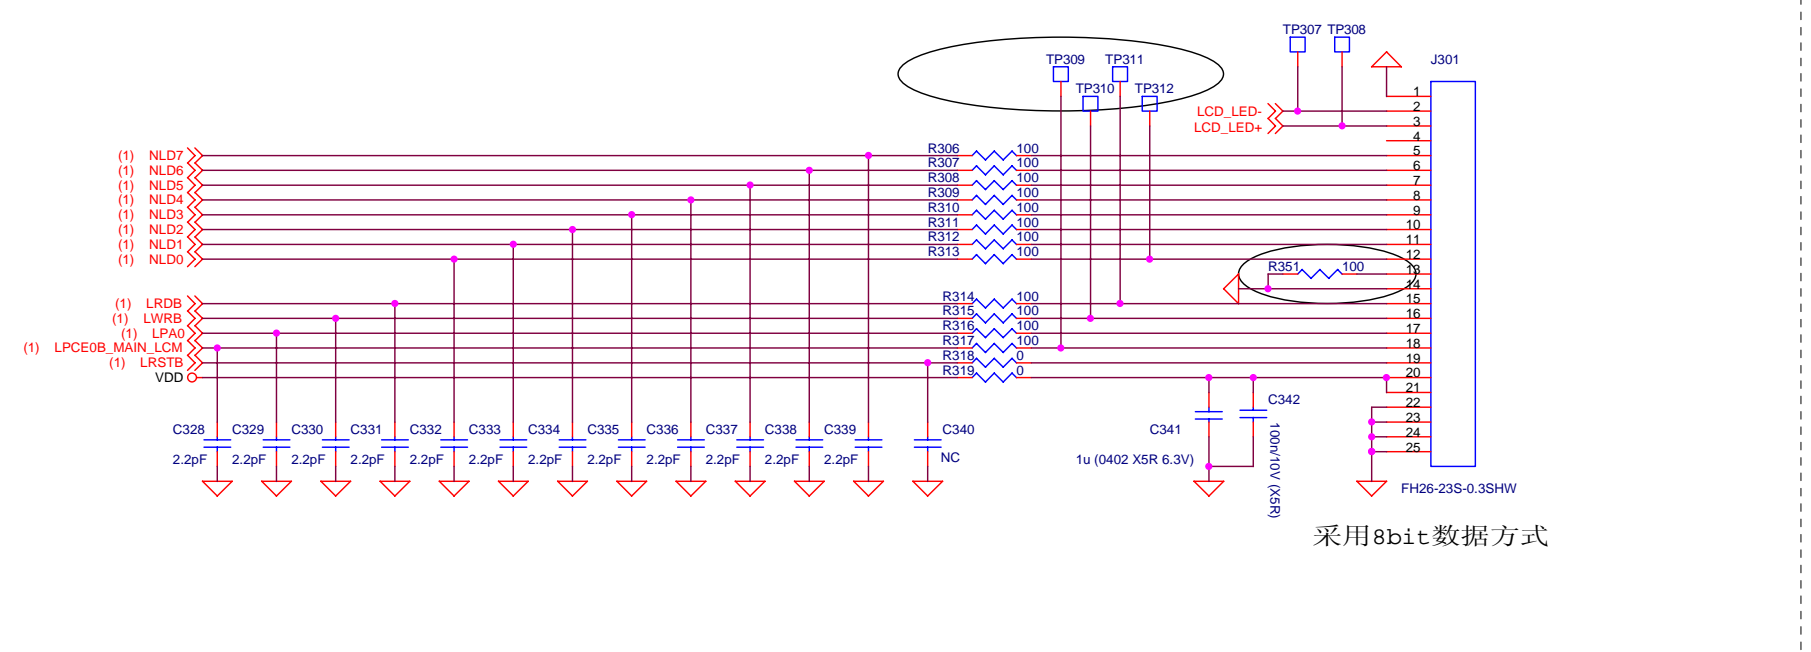 TP307 TP308
TP309 TP311 J301
TP310 TP312
1
LCD_LED- 2
LCD_LED+ 3
4
(1) NLD7 R306 100 5
(1) NLD6 R307 100 6
(1) NLD5 R308 100 7
(1) NLD4 R309 100 8
(1) NLD3 R310 100 9
(1) NLD2 R311 100 10
(1) NLD1 R312 100 11
(1) NLD0 R313 100 12
R351 100 13
14
(1) LRDB R314 100 15
(1) LWRB R315 100 16
(1) LPA0 R316 100 17
(1) LPCE0B_MAIN_LCM R317 100 18
(1) LRSTB R318 0 19
VDD R319 0 20
21
22
23
24
25
C328 C329 C330 C331 C332 C333 C334 C335 C336 C337 C338 C339 C340 C341 C342
2.2pF 2.2pF 2.2pF 2.2pF 2.2pF 2.2pF 2.2pF 2.2pF 2.2pF 2.2pF 2.2pF 2.2pF NC
1u (0402 X5R 6.3V)
100n/10V (X5R)
FH26-23S-0.3SHW
采用8bit数据方式